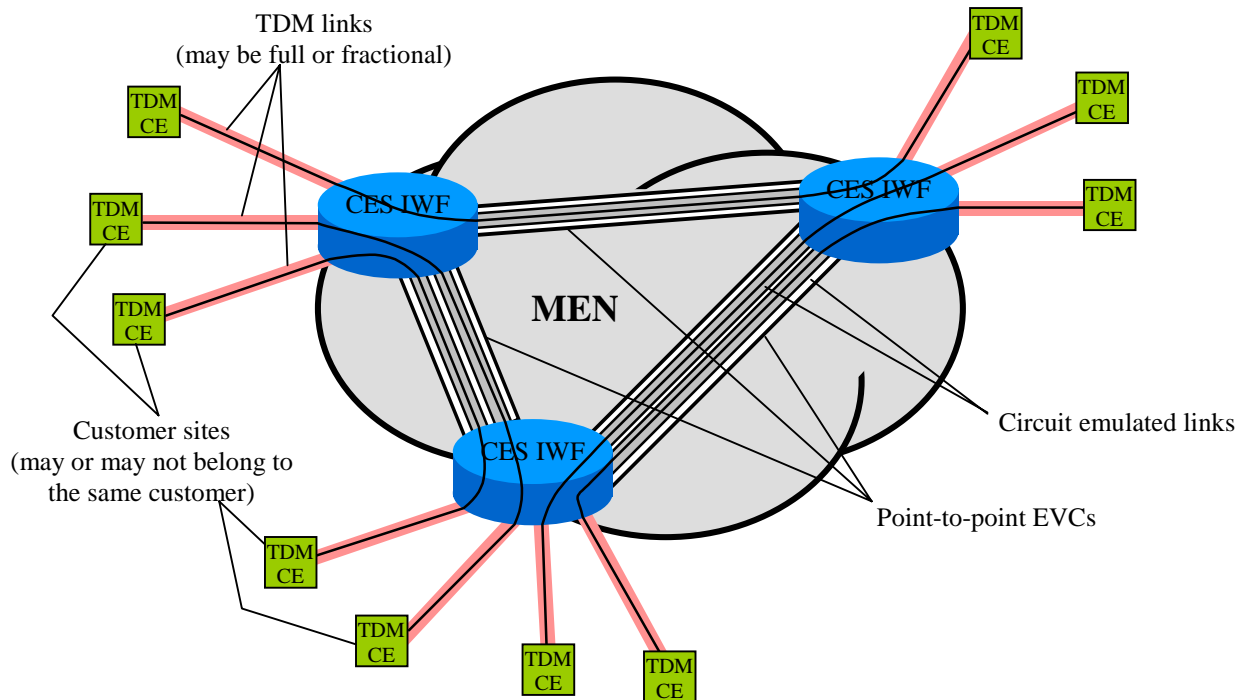 TDM links
(may be full or fractional)
TDM
CE
TDM
CE
TDM
CE
TDM
CE
TDM
CE
TDM
CE
CES IWF
CES IWF
MEN
CES IWF
Circuit emulated links
Point-to-point EVCs
Customer sites
(may or may not belong to
the same customer)
TDM
CE
TDM
CE
TDM
CE
TDM
CE